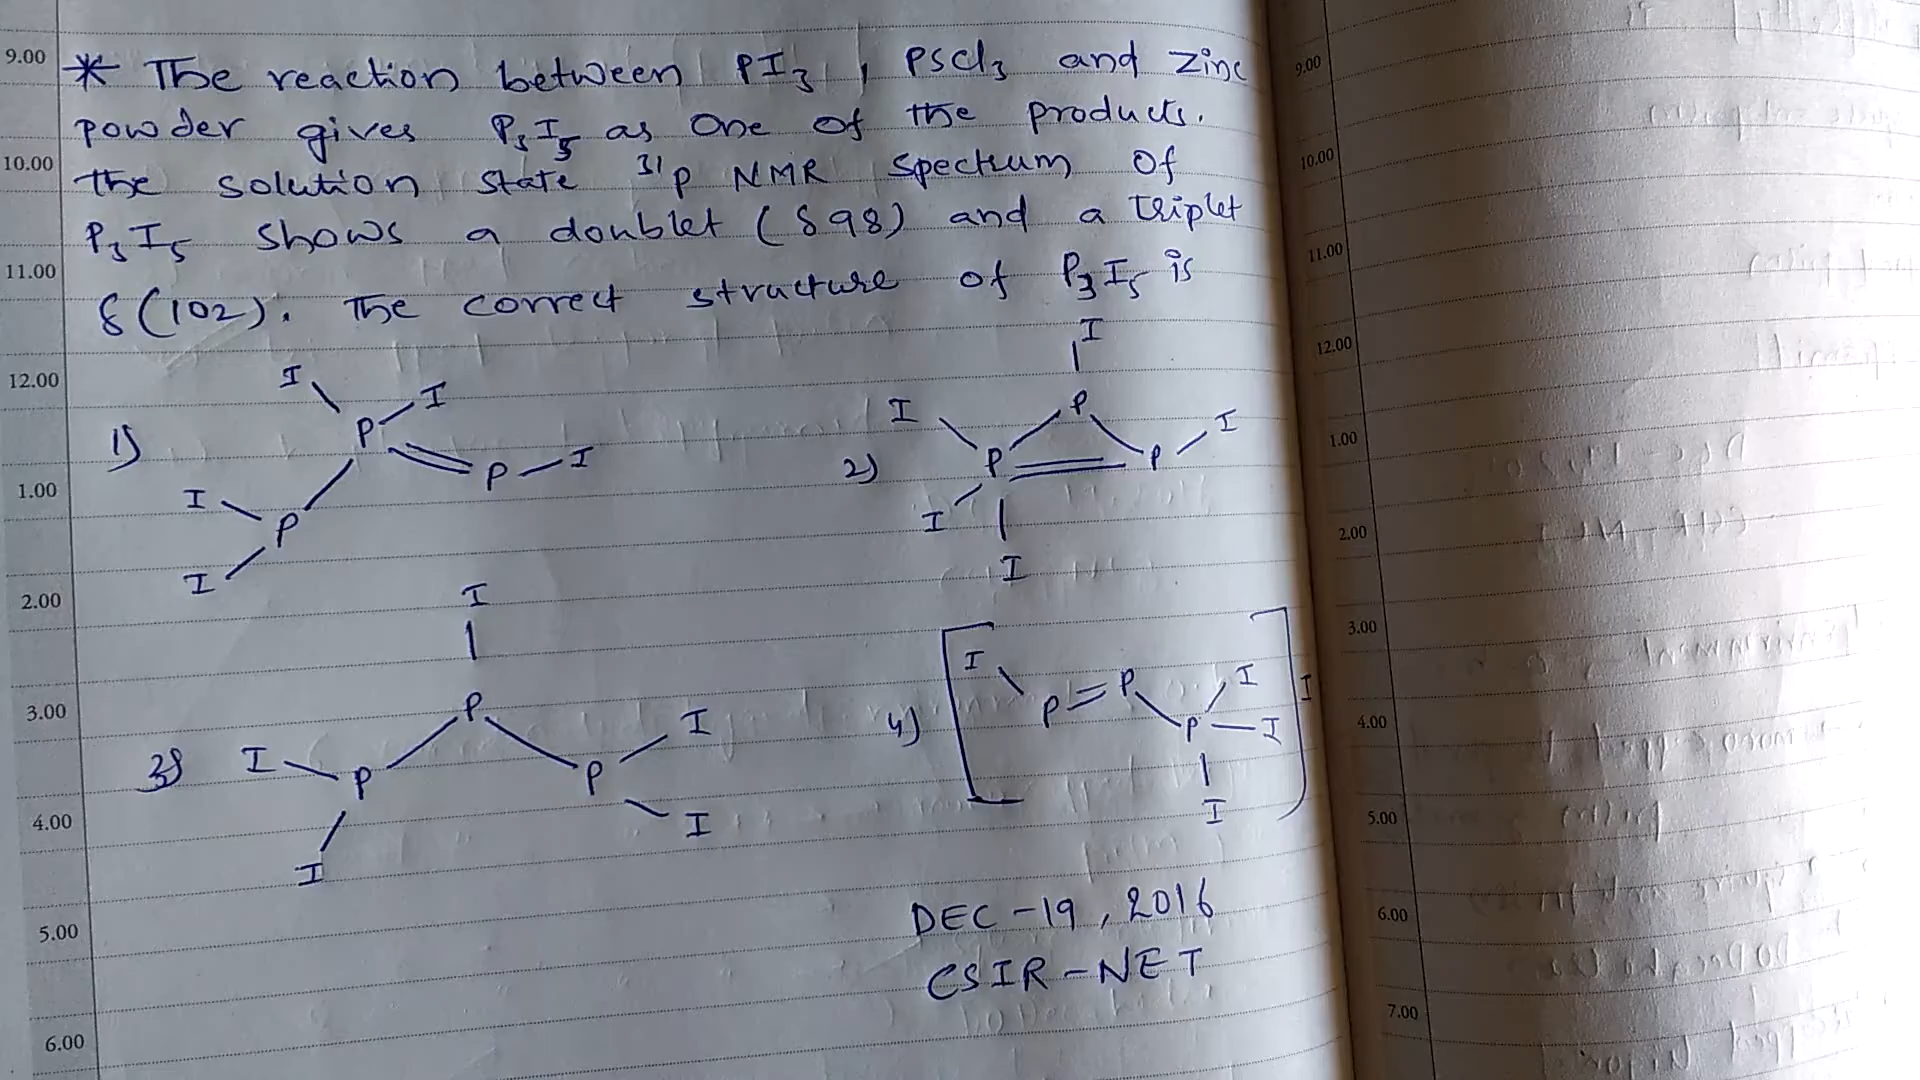 * The reaction between PI3, PSCl3 and Zinc
powder gives P3I5 as one of the products.
the solution state 31P NMR spectrum of
P3I5 shows a doublet (δ98) and a triplet
δ(102). The correct structure of P3I5 is
1) I I P P I I P I
2) I I P P I P I I
3) I I P P I P I I
4) [I P=P P I I I] I
DEC-19, 2016
CSIR-NET
9.00
10.00
11.00
12.00
1.00
2.00
3.00
4.00
5.00
6.00
9.00
10.00
11.00
12.00
1.00
2.00
3.00
4.00
5.00
6.00
7.00